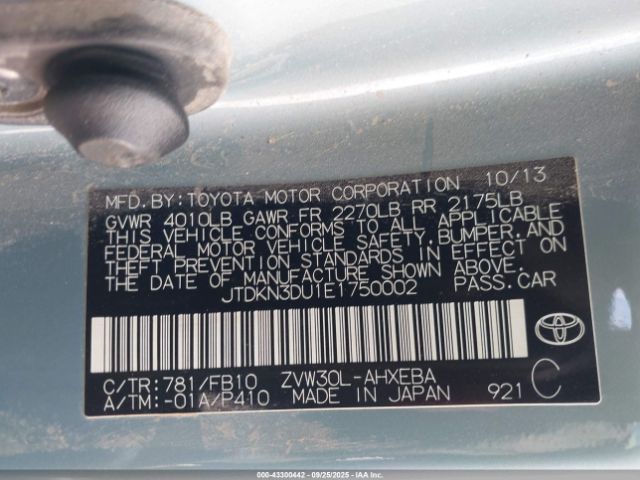 MFD. BY: TOYOTA MOTOR CORPORATION 10/13
GVWR 4010LB GAWR FR 2270LB RR 2175LB
THIS VEHICLE CONFORMS TO ALL APPLICABLE
FEDERAL MOTOR VEHICLE SAFETY, BUMPER, AND
THEFT PREVENTION STANDARDS IN EFFECT ON
THE DATE OF MANUFACTURE SHOWN ABOVE.
JTDKN3DU1E1750002 PASS.CAR
C/TR: 781/FB10 ZVW30L-AHXEBA
A/TM: -01A/P410 MADE IN JAPAN 921 C
000-43300442 - 09/25/2025 - IAAI.COM